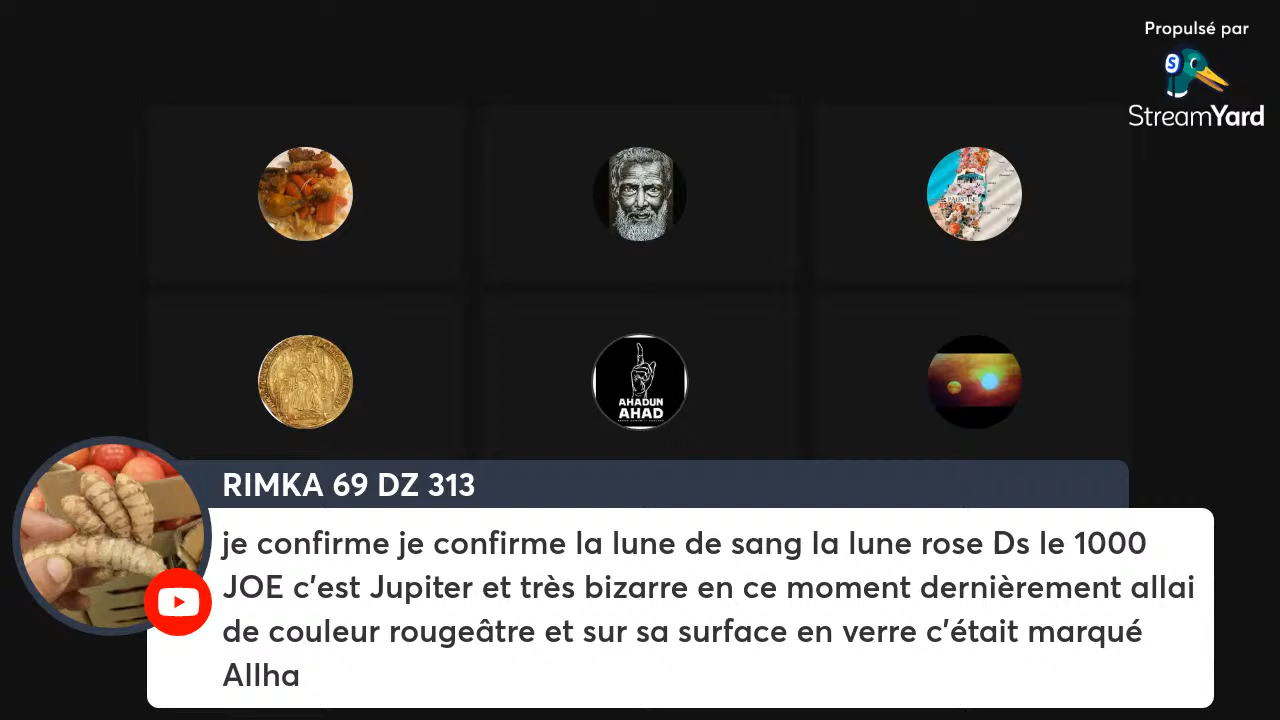 Propulsé par
StreamYard
PALESTINE
AHADUN
AHAD
RIMKA 69 DZ 313
je confirme je confirme la lune de sang la lune rose Ds le 1000
JOE c'est Jupiter et très bizarre en ce moment dernièrement allai
de couleur rougeâtre et sur sa surface en verre c'était marqué
Allha